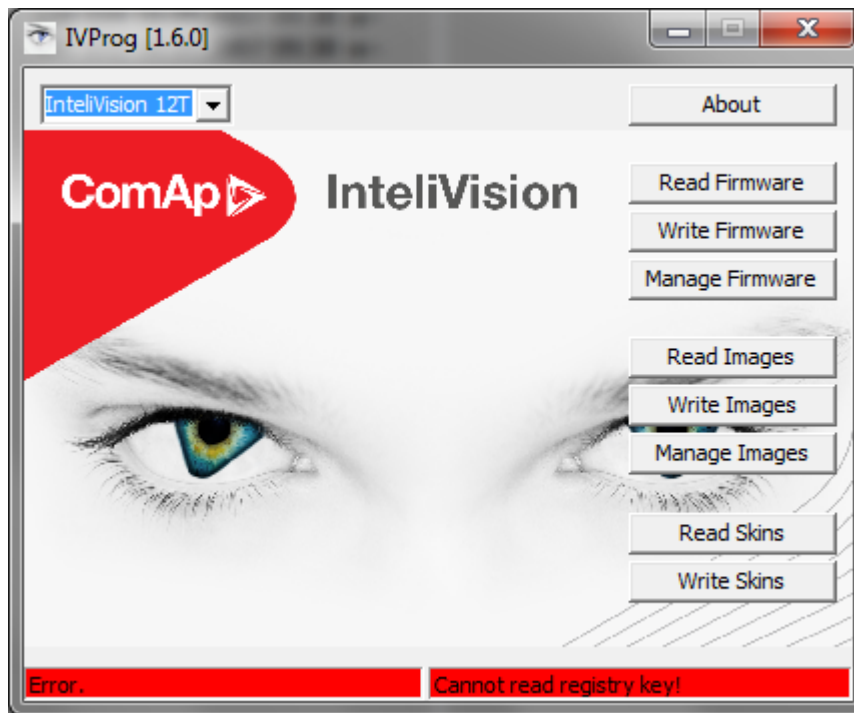 IVProg [1.6.0]
InteliVision 12T
About
ComAp
InteliVision
Read Firmware
Write Firmware
Manage Firmware
Read Images
Write Images
Manage Images
Read Skins
Write Skins
Error.
Cannot read registry key!